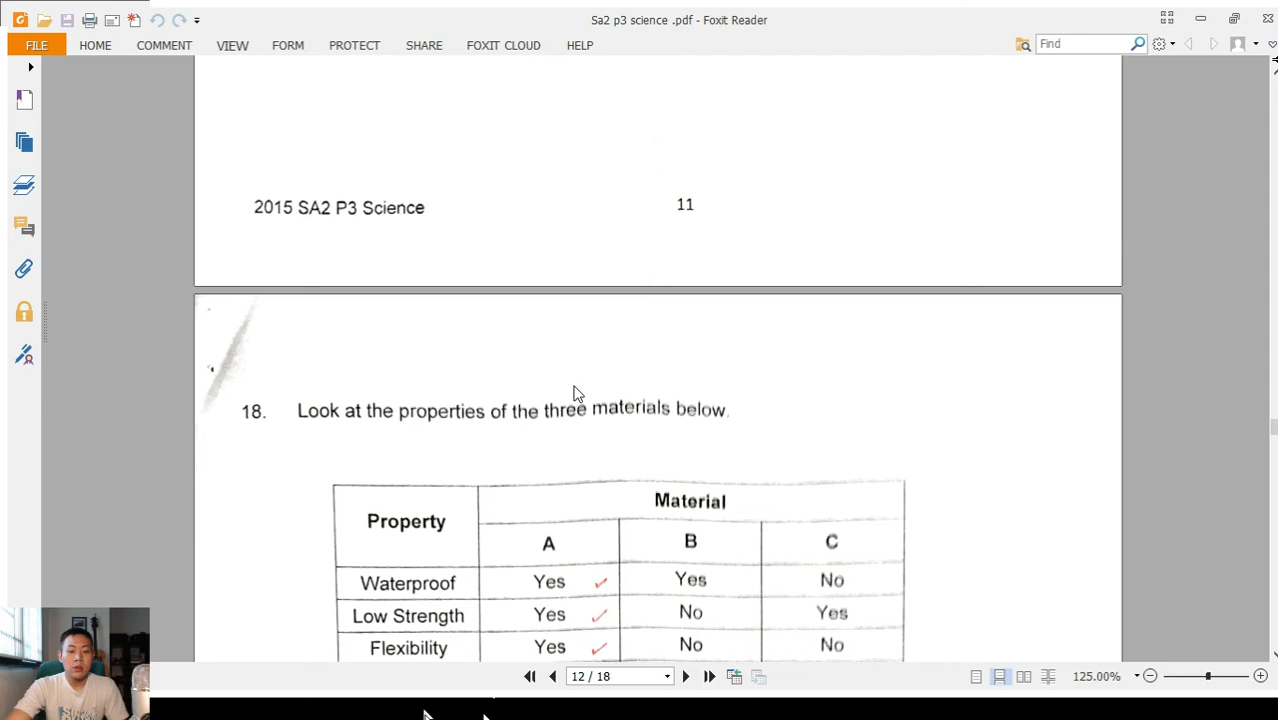 Sa2 p3 science .pdf - Foxit Reader
FILE HOME COMMENT VIEW FORM PROTECT SHARE FOXIT CLOUD HELP Find
2015 SA2 P3 Science 11
18. Look at the properties of the three materials below.
Property Material
A B C
Waterproof Yes Yes No
Low Strength Yes No Yes
Flexibility Yes No No
12 / 18 125.00%